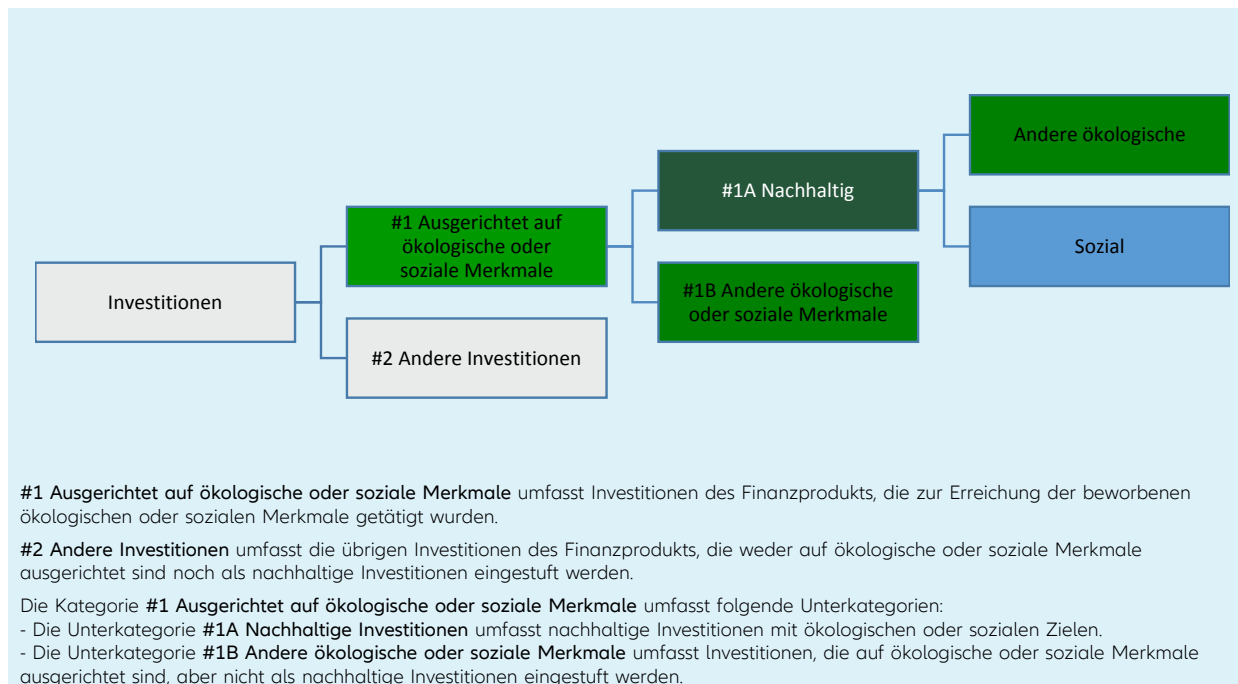 Andere ökologische
#1A Nachhaltig
#1 Ausgerichtet auf
ökologische oder
soziale Merkmale
Sozial
Investitionen
#1B Andere ökologische
oder soziale Merkmale
#2 Andere Investitionen
#1 Ausgerichtet auf ökologische oder soziale Merkmale umfasst Investitionen des Finanzprodukts, die zur Erreichung der beworbenen
ökologischen oder sozialen Merkmale getätigt wurden.
#2 Andere Investitionen umfasst die übrigen Investitionen des Finanzprodukts, die weder auf ökologische oder soziale Merkmale
ausgerichtet sind noch als nachhaltige Investitionen eingestuft werden.
Die Kategorie #1 Ausgerichtet auf ökologische oder soziale Merkmale umfasst folgende Unterkategorien:
- Die Unterkategorie #1A Nachhaltige Investitionen umfasst nachhaltige Investitionen mit ökologischen oder sozialen Zielen.
- Die Unterkategorie #1B Andere ökologische oder soziale Merkmale umfasst lnvestitionen, die auf ökologische oder soziale Merkmale
ausgerichtet sind, aber nicht als nachhaltige Investitionen eingestuft werden.